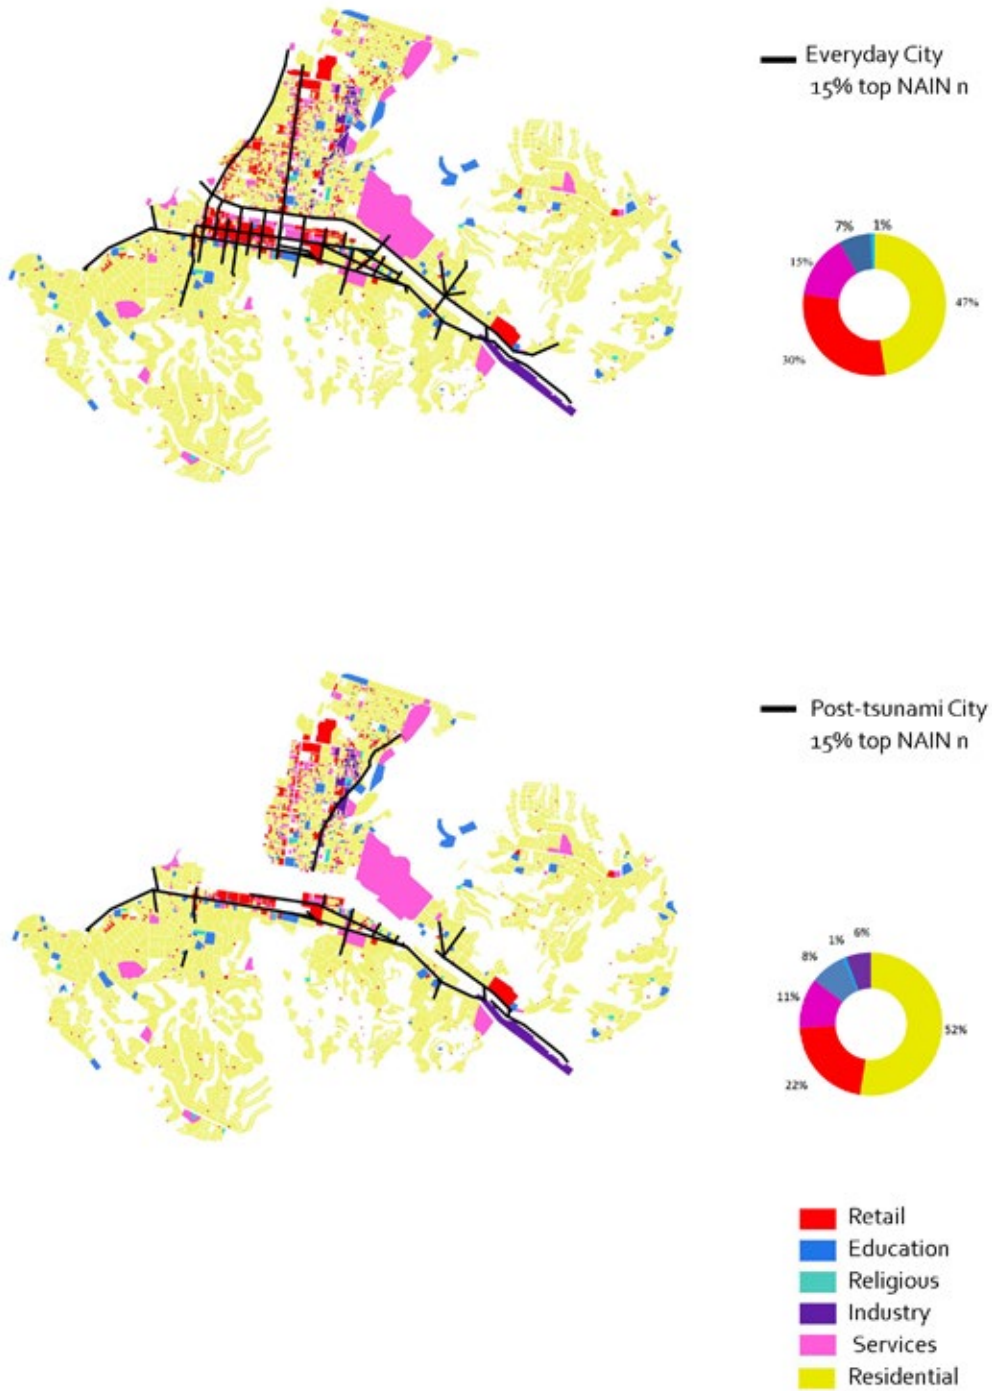 Everyday City
15% top NAIN n
7%
1%
15%
47%
30%
Post-tsunami City
15% top NAIN n
6%
1%
8%
11%
52%
22%
Retail
Education
Religious
Industry
Services
Residential